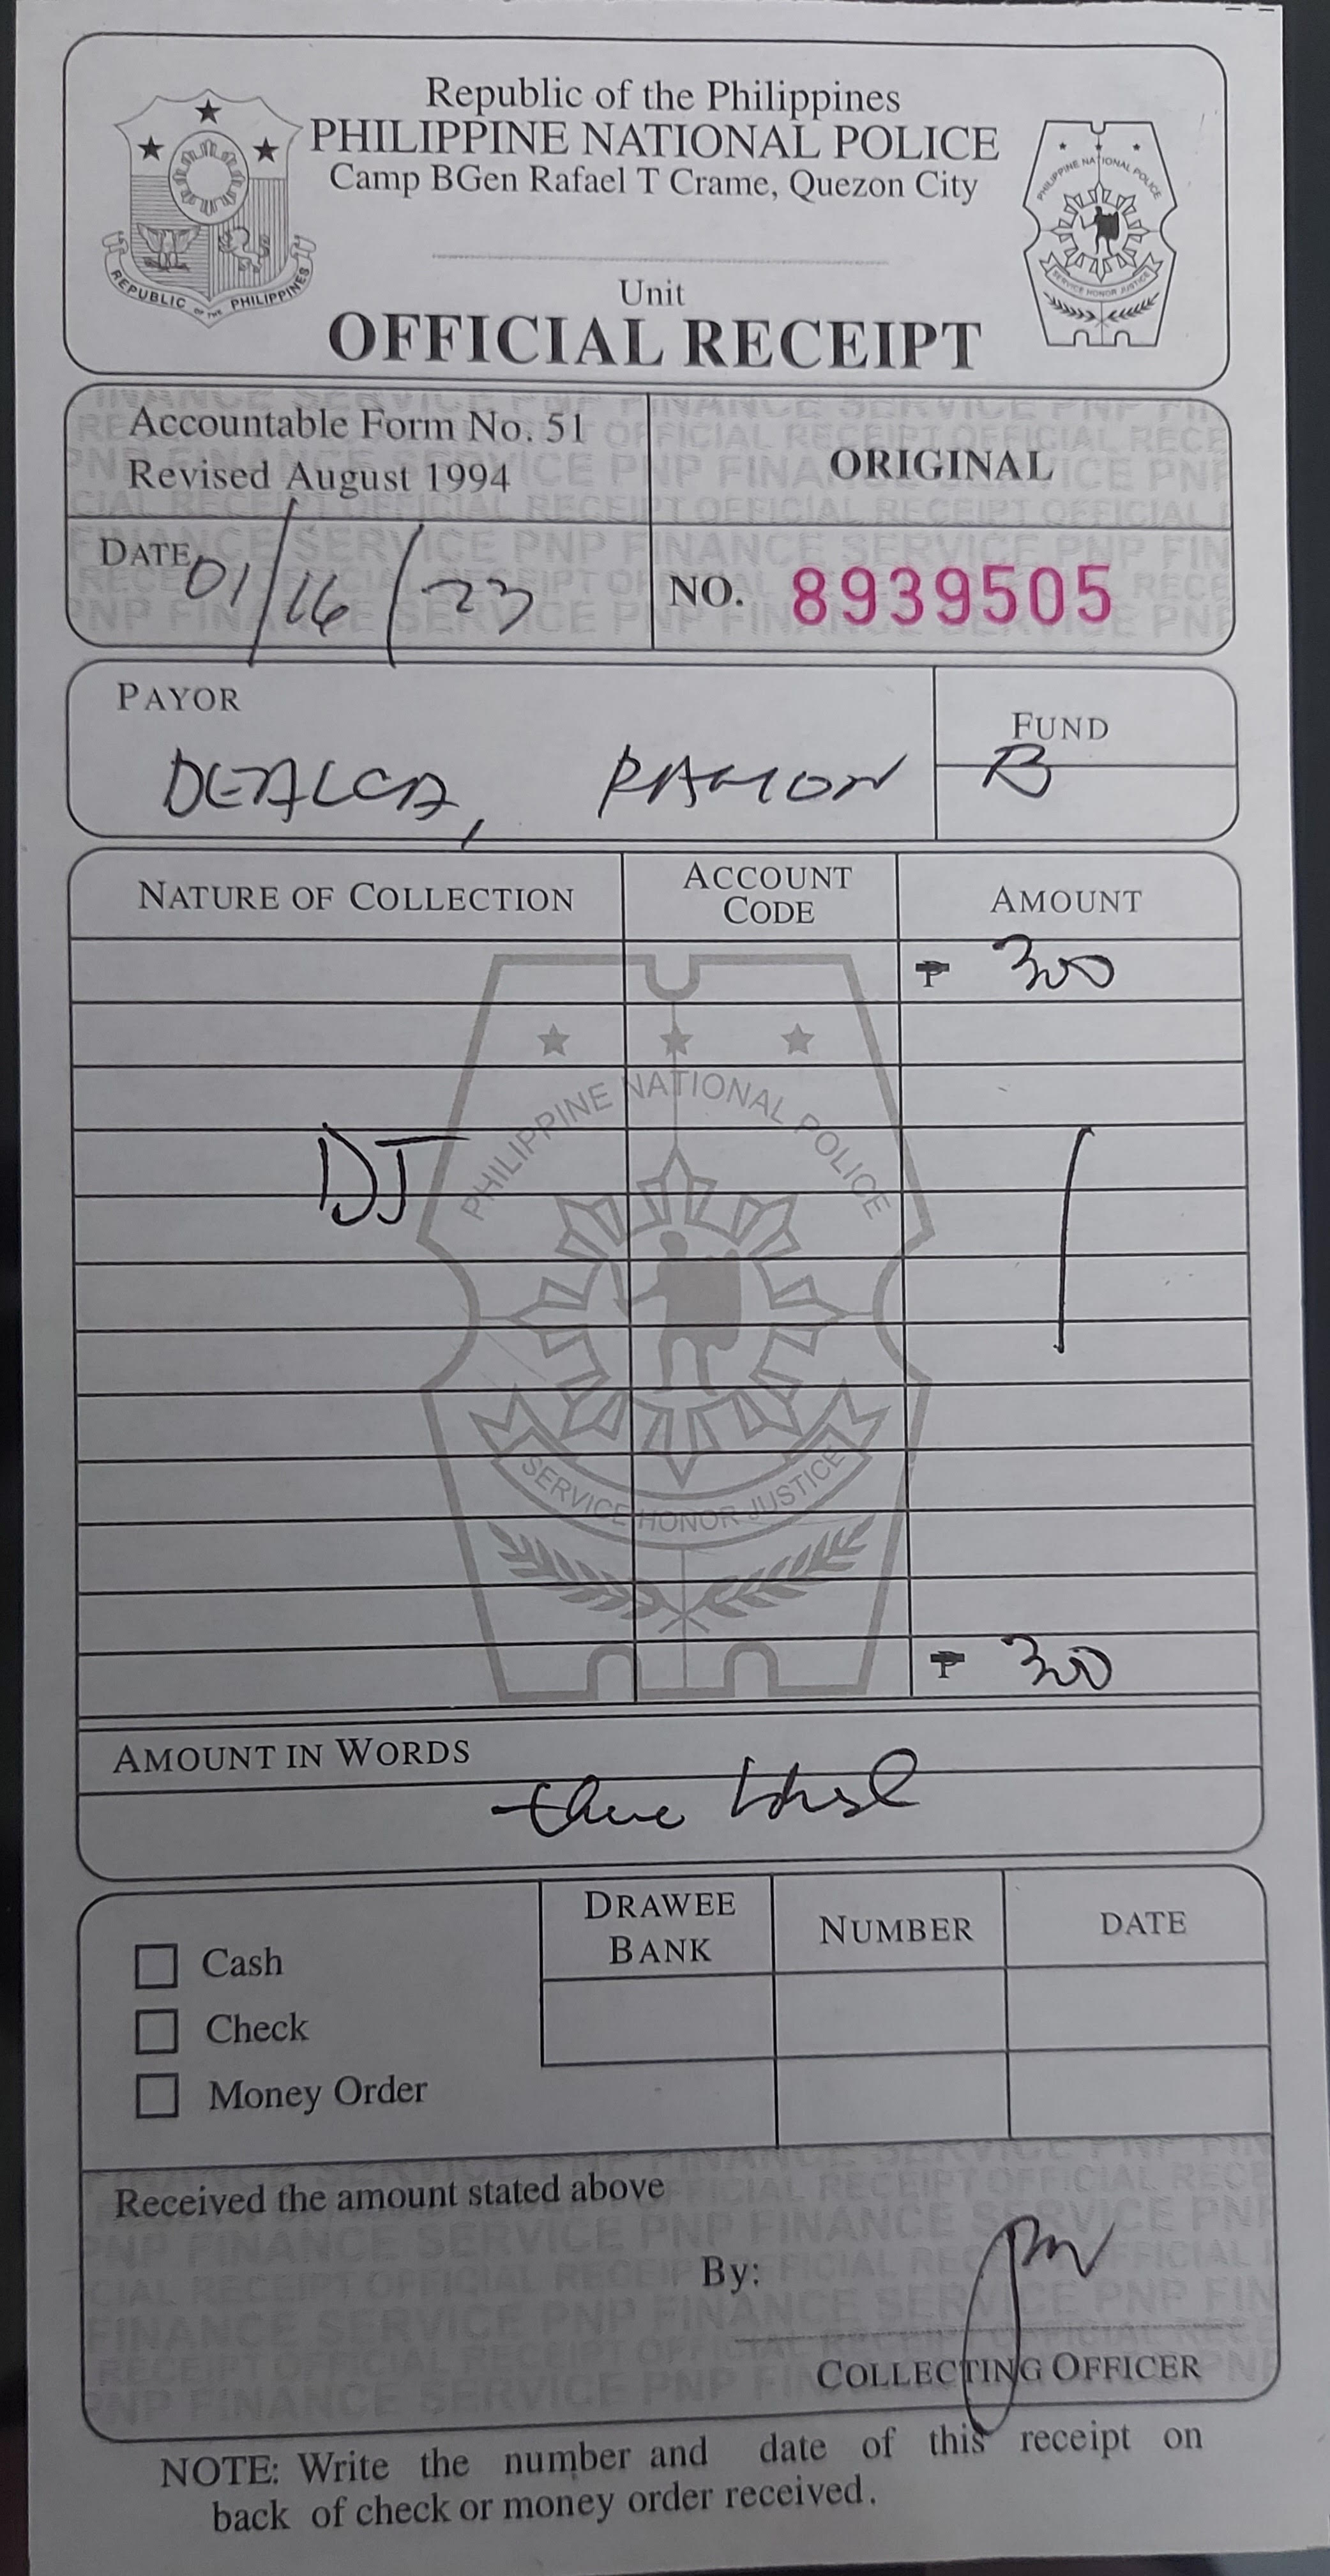 Republic of the Philippines
PHILIPPINE NATIONAL POLICE
Camp BGen Rafael T Crame, Quezon City
REPUBLIC OF THE PHILIPPINES
PHILIPPINE NATIONAL POLICE
SERVICE HONOR JUSTICE
Unit
OFFICIAL RECEIPT
Accountable Form No. 51
Revised August 1994
ORIGINAL
DATE 01/16/23
NO. 8939505
PAYOR
FUND
RAMON B
NATURE OF COLLECTION
ACCOUNT CODE
AMOUNT
₱ 300
PHILIPPINE NATIONAL POLICE
DJ
SERVICE HONOR JUSTICE
₱ 300
AMOUNT IN WORDS
three
DRAWEE BANK
NUMBER
DATE
Cash
Check
Money Order
Received the amount stated above
By:
COLLECTING OFFICER
NOTE: Write the number and date of this receipt on
back of check or money order received.